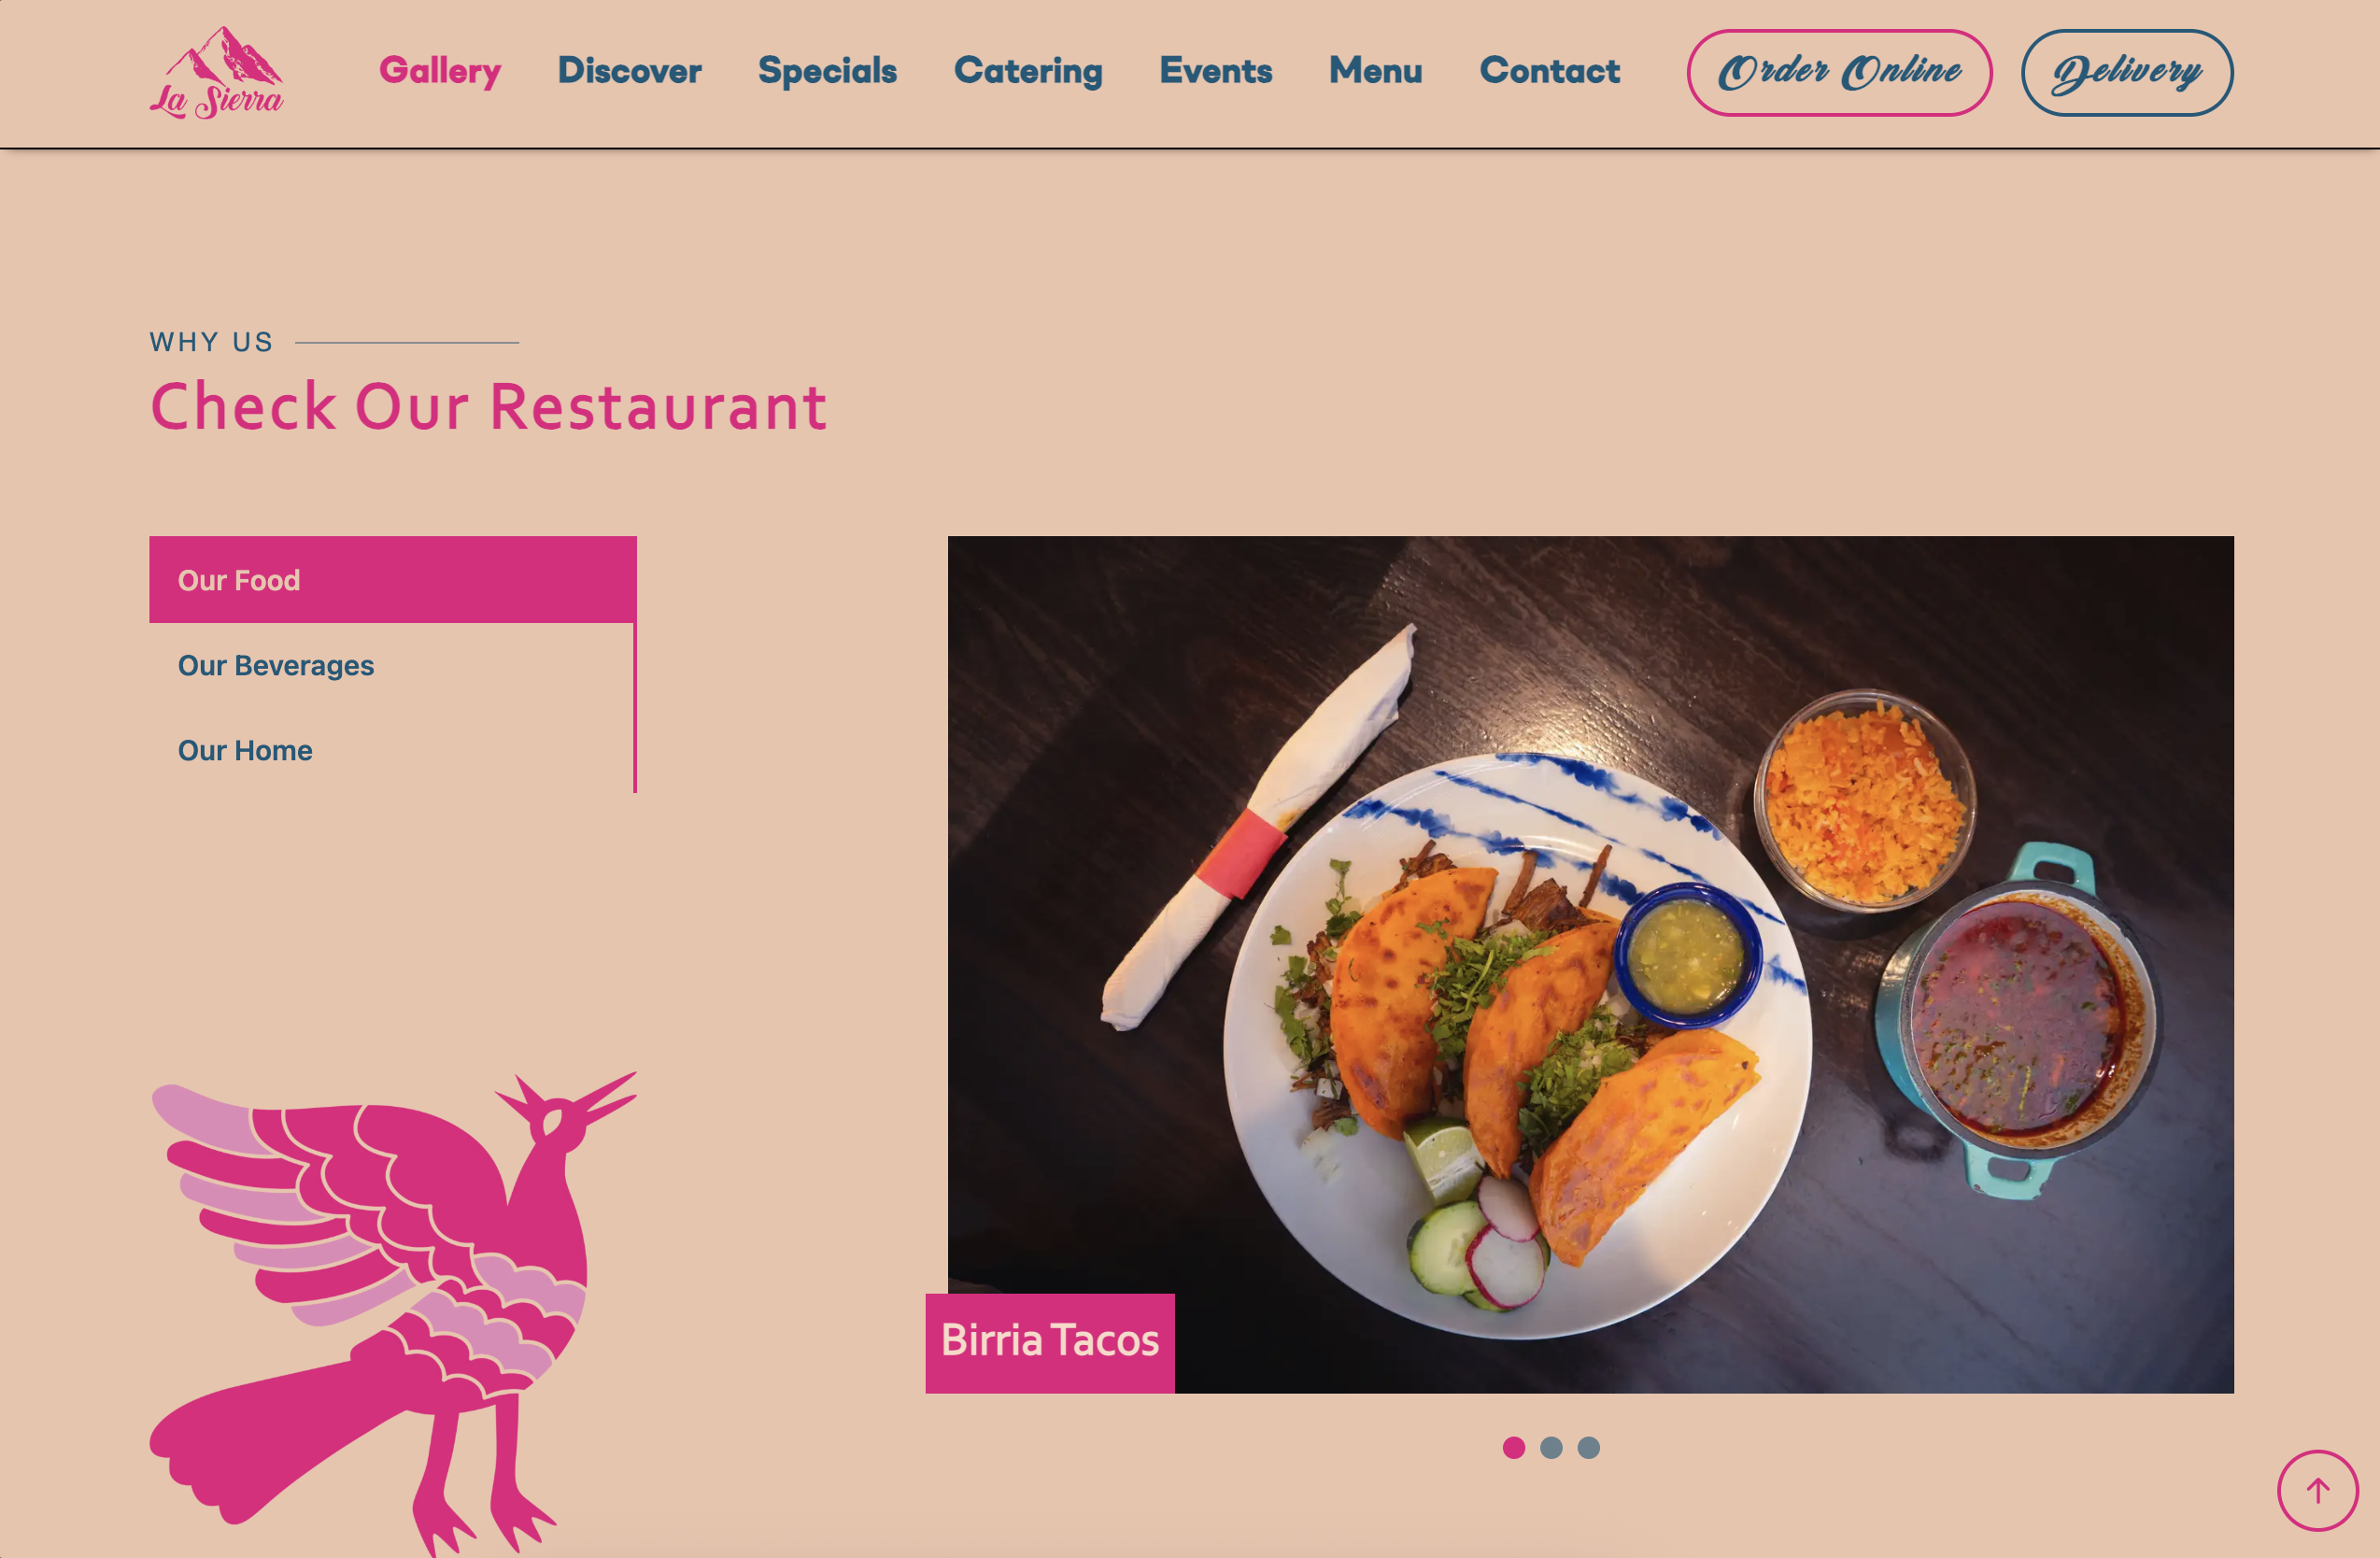 La Sierra
Gallery Discover Specials Catering Events Menu Contact Order Online Delivery
WHY US
Check Our Restaurant
Our Food
Our Beverages
Our Home
Birria Tacos